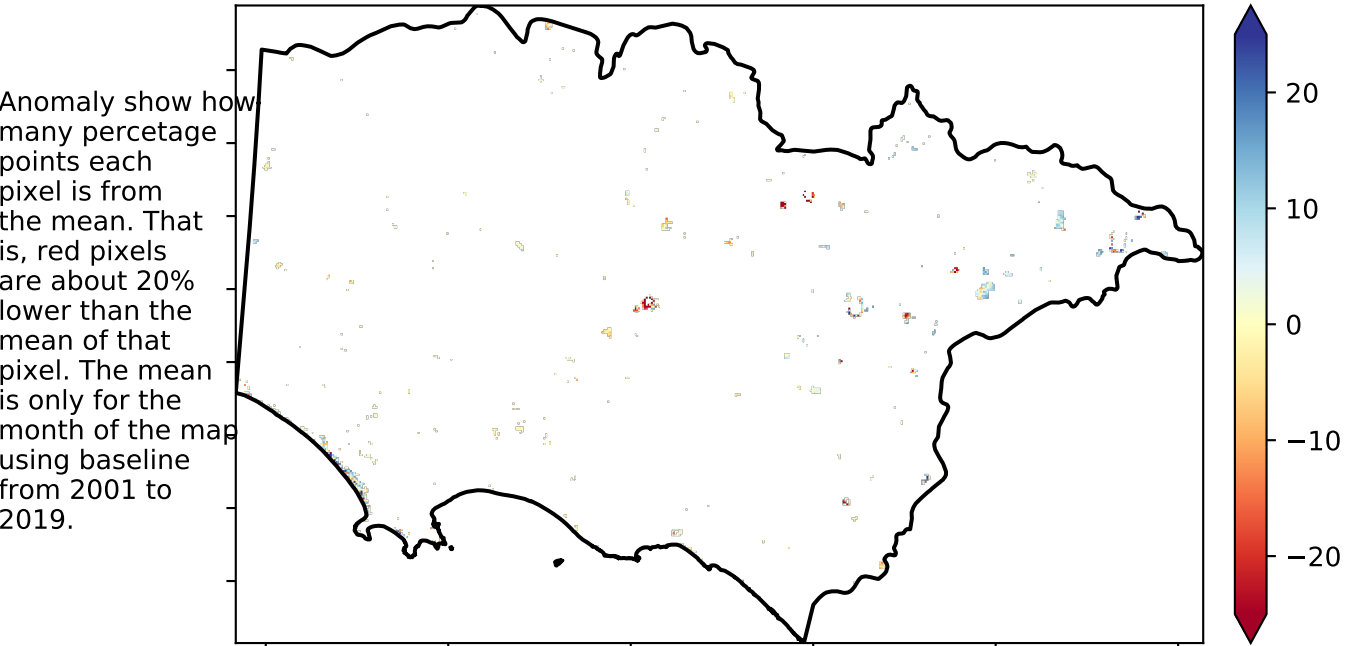 Anomaly show how
many percetage
points each
pixel is from
the mean. That
is, red pixels
are about 20%
lower than the
mean of that
pixel. The mean
is only for the
month of the map
using baseline
from 2001 to
2019.
20
10
0
−10
−20